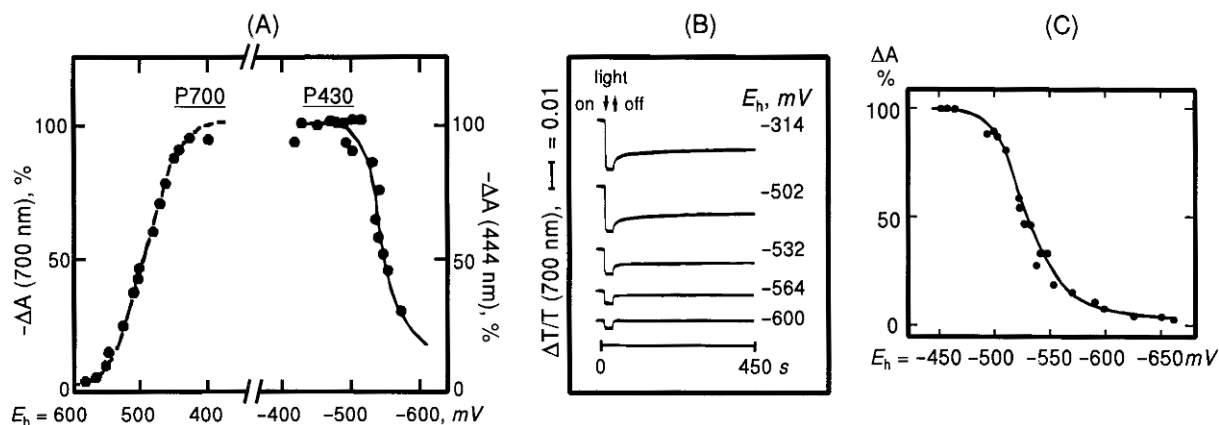 (A)
P700
P430
100
50
0
-ΔA (700 nm), %
100
50
0
-ΔA (444 nm), %
E_h = 600 500 400 -400 -500 -600, mV
(B)
light
on off E_h, mV
-314
-502
-532
-564
-600
0 450 s
ΔT/T (700 nm), = 0.01
(C)
ΔA
%
100
50
0
-450 -500 -550 -600 -650 mV
E_h =